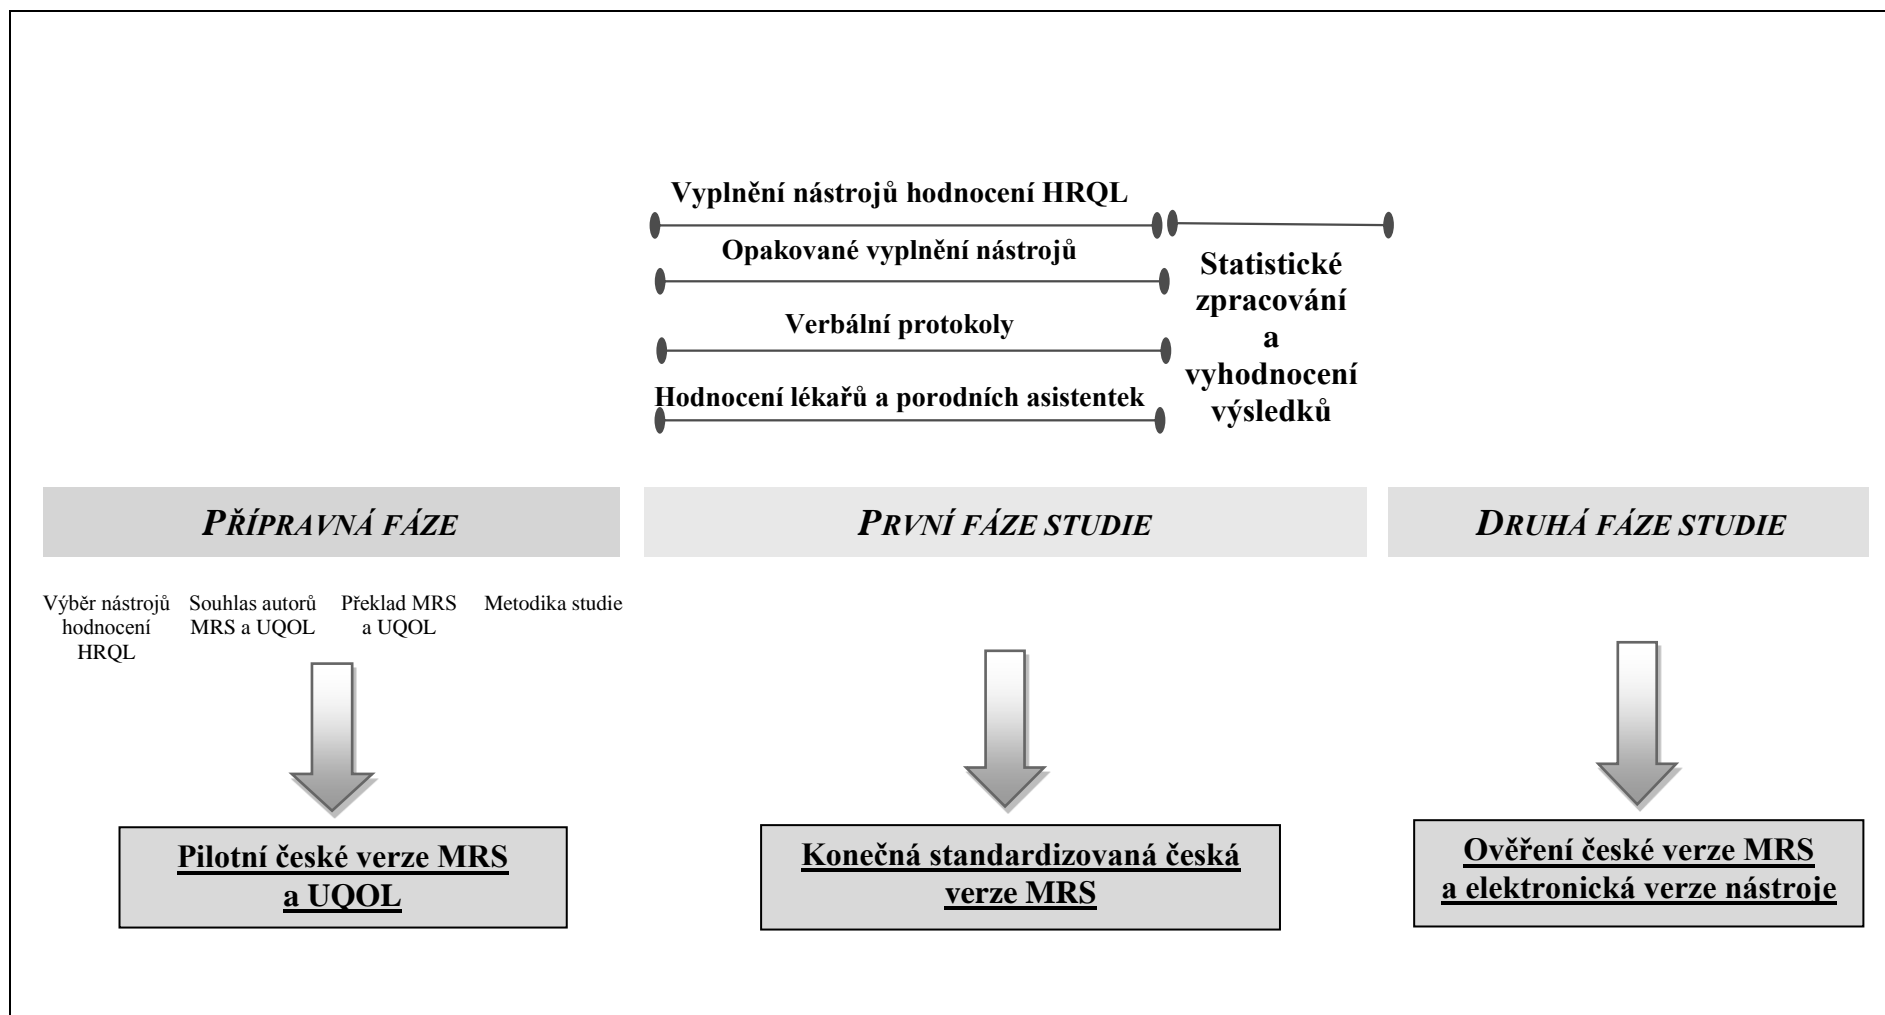 Vyplnění nástrojů hodnocení HRQL
Opakované vyplnění nástrojů
Verbální protokoly
Hodnocení lékařů a porodních asistentek
Statistické
zpracování
a
vyhodnocení
výsledků
PŘÍPRAVNÁ FÁZE
PRVNÍ FÁZE STUDIE
DRUHÁ FÁZE STUDIE
Výběr nástrojů
hodnocení
HRQL
Souhlas autorů
MRS a UQOL
Překlad MRS
a UQOL
Metodika studie
Pilotní české verze MRS
a UQOL
Konečná standardizovaná česká
verze MRS
Ověření české verze MRS
a elektronická verze nástroje